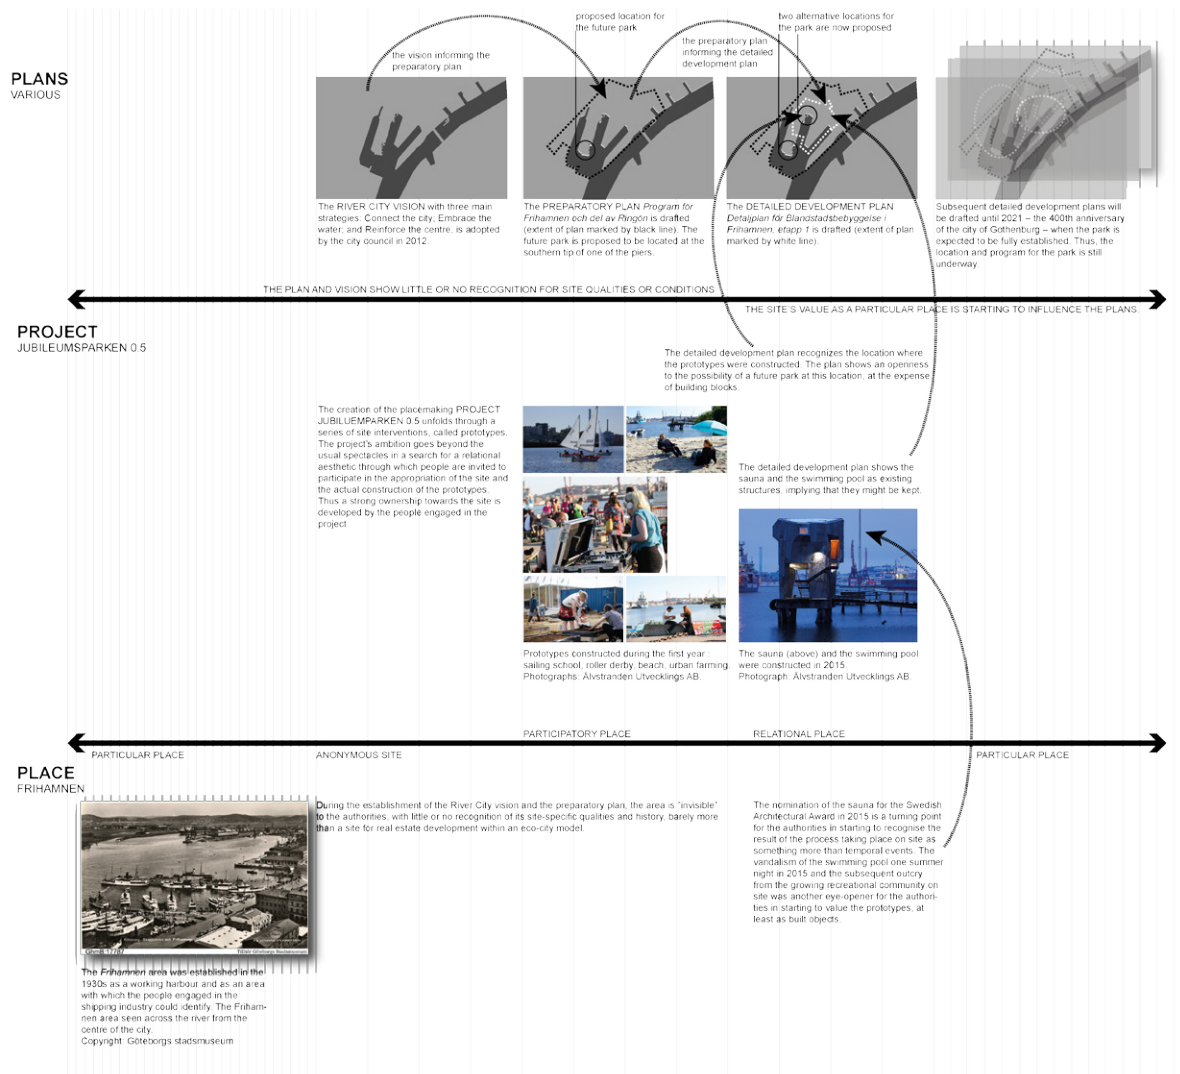 proposed location for
the future park
two alternative locations for
the park are now proposed
the vision informing the
preparatory plan
the preparatory plan
informing the detailed
development plan
PLANS
VARIOUS
The RIVER CITY VISION with three main
strategies: Connect the city; Embrace the
water; and Reinforce the centre, is adopted
by the city council in 2012.
The PREPARATORY PLAN Program för
Frihamnen och del av Ringön is drafted
(extent of plan marked by black line). The
future park is proposed to be located at the
southern tip of one of the piers.
The DETAILED DEVELOPMENT PLAN
Detaljplan för Blandstadsbebyggelse i
Frihamnen, etapp 1 is drafted (extent of plan
marked by white line).
Subsequent detailed development plans will
be drafted until 2021 – the 400th anniversary
of the city of Gothenburg – when the park is
expected to be fully established. Thus, the
location and program for the park is still
underway.
THE PLAN AND VISION SHOW LITTLE OR NO RECOGNITION FOR SITE QUALITIES OR CONDITIONS
THE SITE'S VALUE AS A PARTICULAR PLACE IS STARTING TO INFLUENCE THE PLANS.
PROJECT
JUBILEUMSPARKEN 0.5
The detailed development plan recognizes the location where
the prototypes were constructed. The plan shows an openness
to the possibility of a future park at this location, at the expense
of building blocks.
The creation of the placemaking PROJECT
JUBILUEMPARKEN 0.5 unfolds through a
series of site interventions, called prototypes.
The project's ambition goes beyond the
usual spectacles in a search for a relational
aesthetic through which people are invited to
participate in the appropriation of the site and
the actual construction of the prototypes.
Thus a strong ownership towards the site is
developed by the people engaged in the
project.
The detailed development plan shows the
sauna and the swimming pool as existing
structures, implying that they might be kept.
Prototypes constructed during the first year :
sailing school, roller derby, beach, urban farming.
Photographs: Älvstranden Utvecklings AB.
The sauna (above) and the swimming pool
were constructed in 2015.
Photograph: Älvstranden Utvecklings AB.
PARTICIPATORY PLACE
RELATIONAL PLACE
PARTICULAR PLACE
ANONYMOUS SITE
PARTICULAR PLACE
PLACE
FRIHAMNEN
During the establishment of the River City vision and the preparatory plan, the area is "invisible"
to the authorities, with little or no recognition of its site-specific qualities and history, barely more
than a site for real estate development within an eco-city model.
The nomination of the sauna for the Swedish
Architectural Award in 2015 is a turning point
for the authorities in starting to recognise the
result of the process taking place on site as
something more than temporal events. The
vandalism of the swimming pool one summer
night in 2015 and the subsequent outcry
from the growing recreational community on
site was another eye-opener for the authori-
ties in starting to value the prototypes, at
least as built objects.
GhmB:17787
The Frihamnen area was established in the
1930s as a working harbour and as an area
with which the people engaged in the
shipping industry could identify. The Friham-
nen area seen across the river from the
centre of the city.
Copyright: Göteborgs stadsmuseum